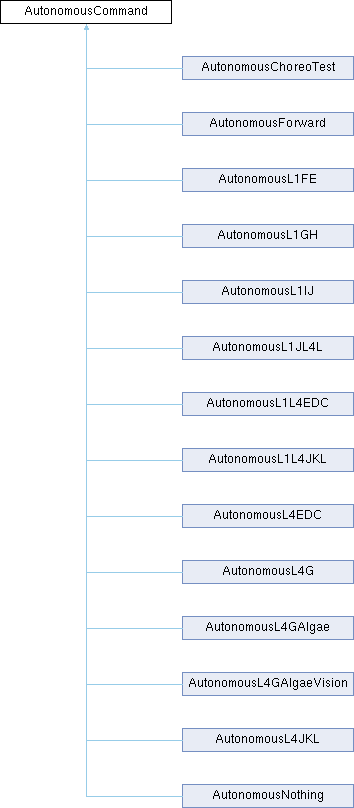 AutonomousCommand
AutonomousChoreoTest
AutonomousForward
AutonomousL1FE
AutonomousL1GH
AutonomousL1IJ
AutonomousL1JL4L
AutonomousL1L4EDC
AutonomousL1L4JKL
AutonomousL4EDC
AutonomousL4G
AutonomousL4GAlgae
AutonomousL4GAlgaeVision
AutonomousL4JKL
AutonomousNothing